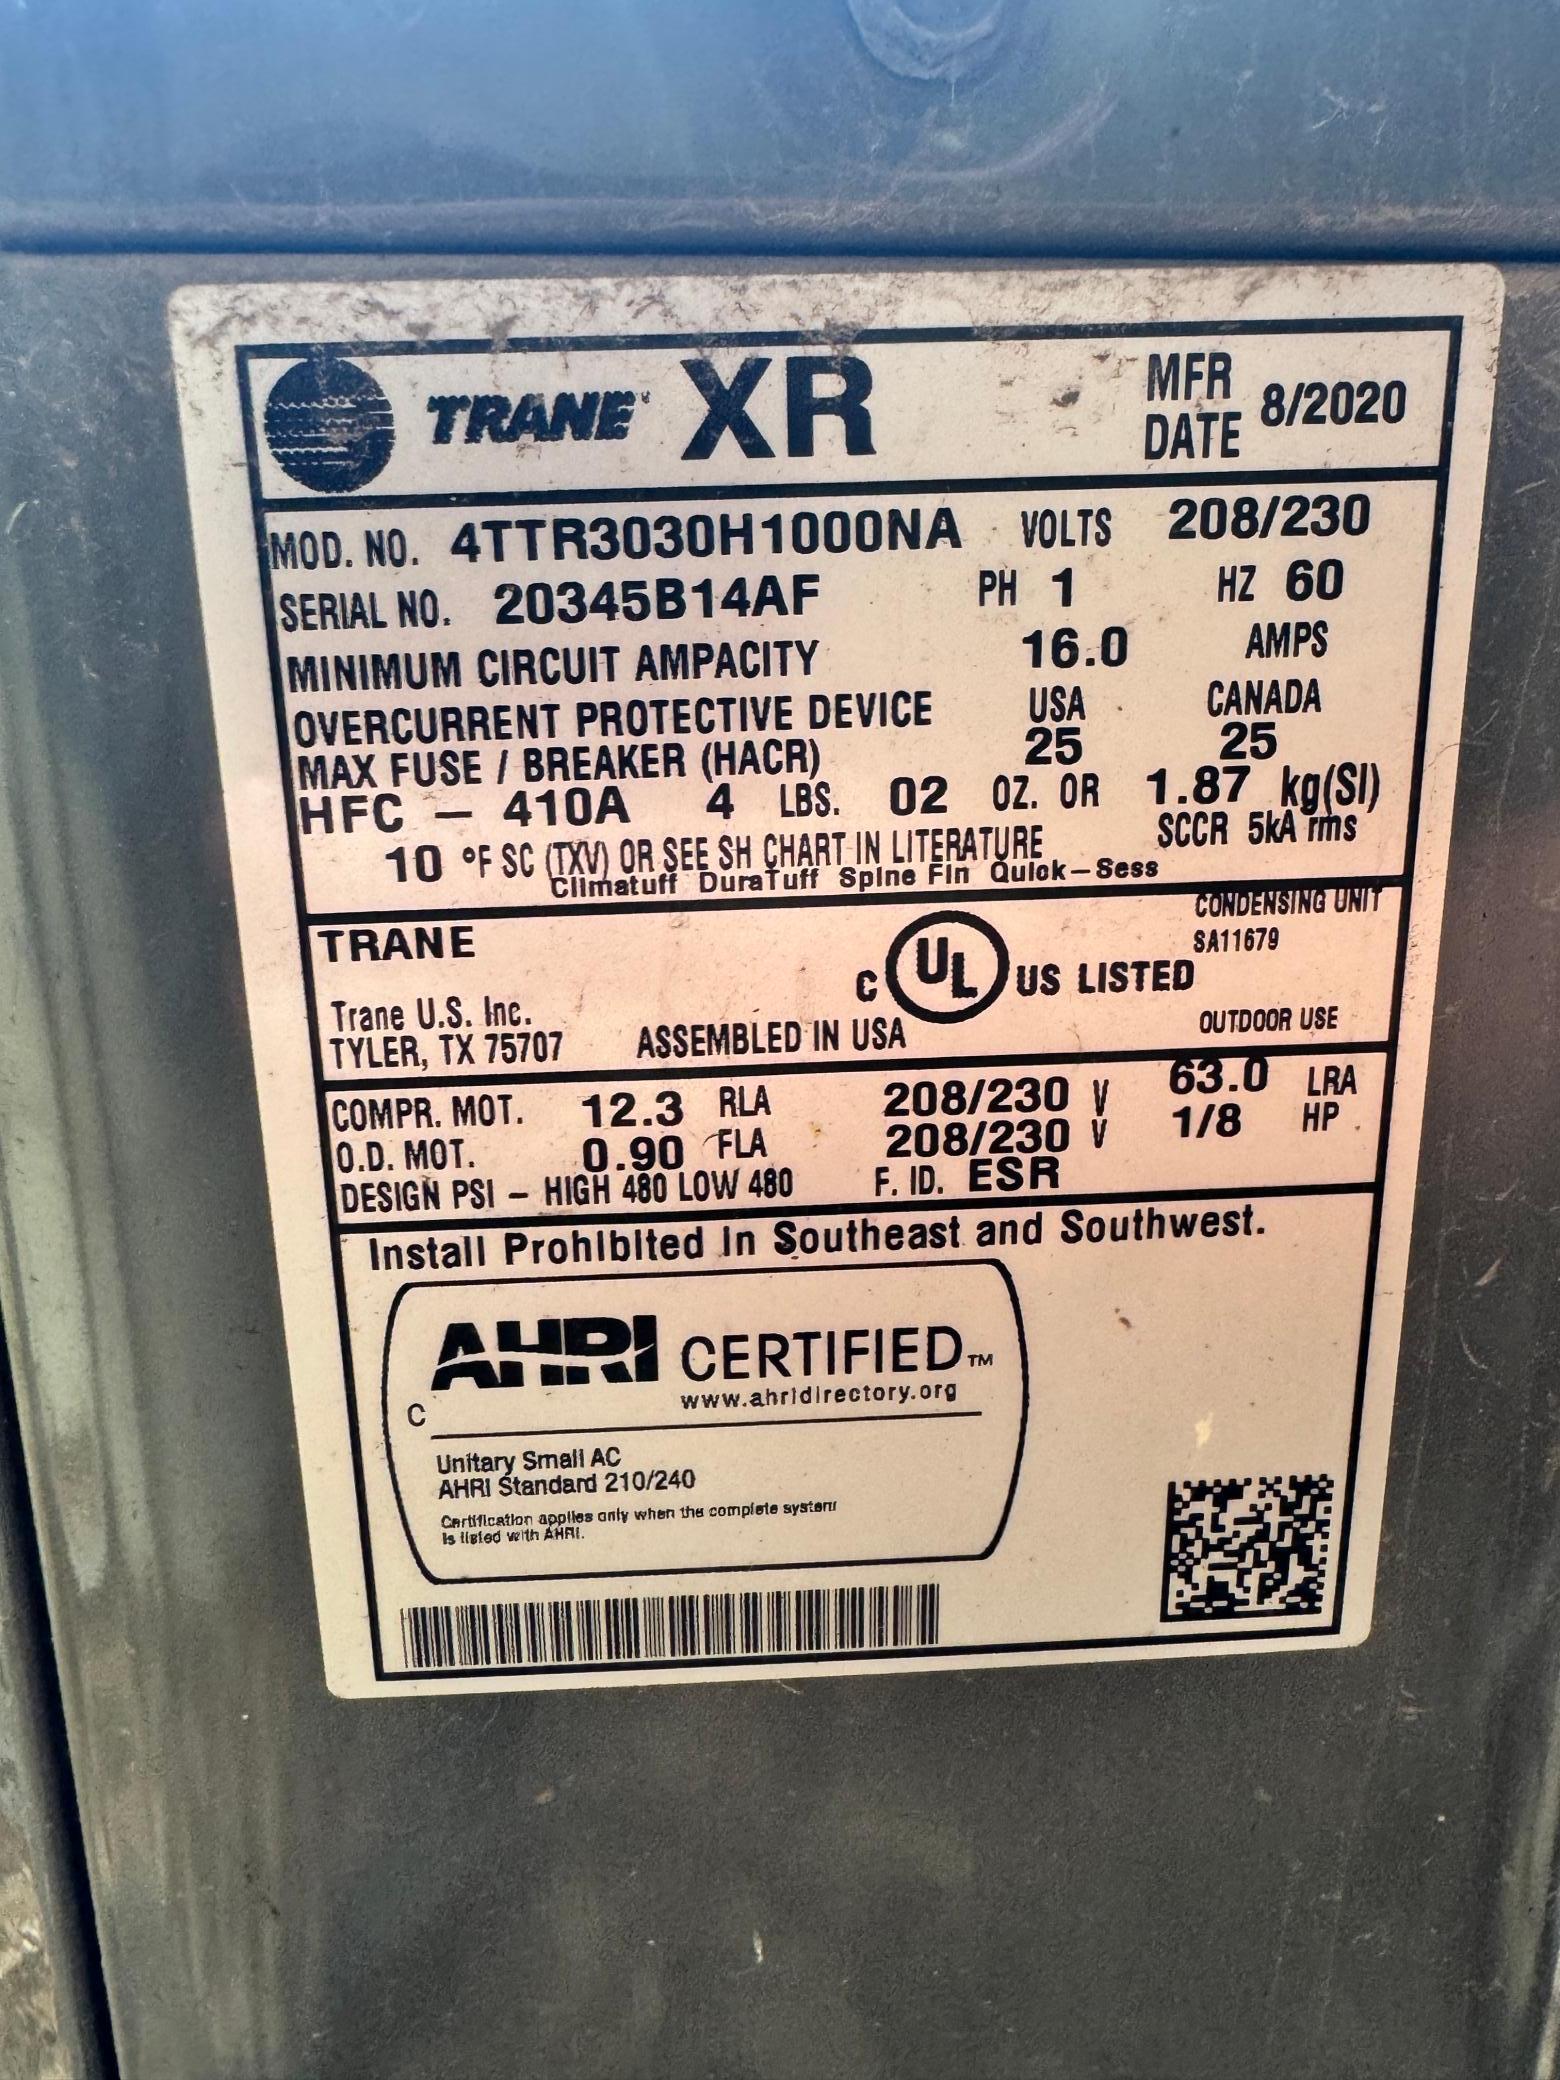 TRANE XR MFR DATE 8/2020
MOD. NO. 4TTR3030H1000NA VOLTS 208/230
SERIAL NO. 20345B14AF PH 1 HZ 60
MINIMUM CIRCUIT AMPACITY 16.0 AMPS
OVERCURRENT PROTECTIVE DEVICE USA CANADA
MAX FUSE / BREAKER (HACR) 25 25
HFC - 410A 4 LBS. 02 OZ. OR 1.87 kg(SI)
10 °F SC (TXV) OR SEE SH CHART IN LITERATURE SCCR 5kA rms
Climatuff DuraTuff Spine Fin Quick-Sess
TRANE C UL US LISTED CONDENSING UNIT
SA11679
Trane U.S. Inc.
TYLER, TX 75707 ASSEMBLED IN USA OUTDOOR USE
COMPR. MOT. 12.3 RLA 208/230 V 63.0 LRA
O.D. MOT. 0.90 FLA 208/230 V 1/8 HP
DESIGN PSI - HIGH 480 LOW 480 F. ID. ESR
Install Prohibited in Southeast and Southwest.
AHRI CERTIFIED™
www.ahridirectory.org
C
Unitary Small AC
AHRI Standard 210/240
Certification applies only when the complete system
is listed with AHRI.